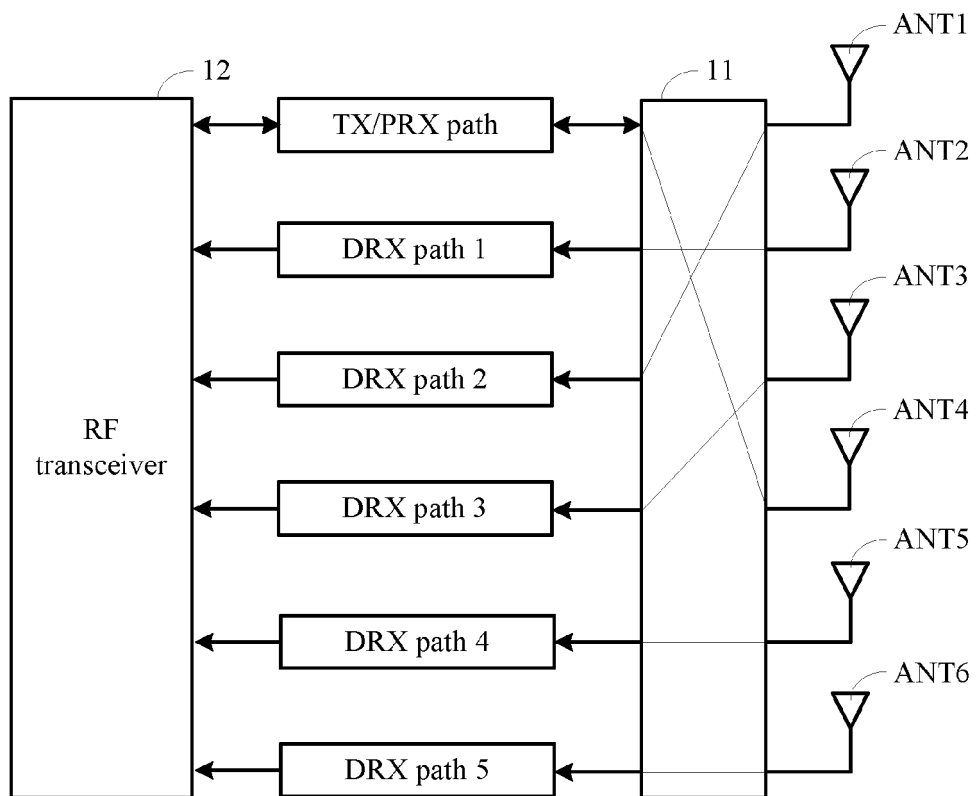 ANT1
12
11
TX/PRX path
ANT2
DRX path 1
ANT3
DRX path 2
RF
transceiver
ANT4
DRX path 3
ANT5
DRX path 4
ANT6
DRX path 5